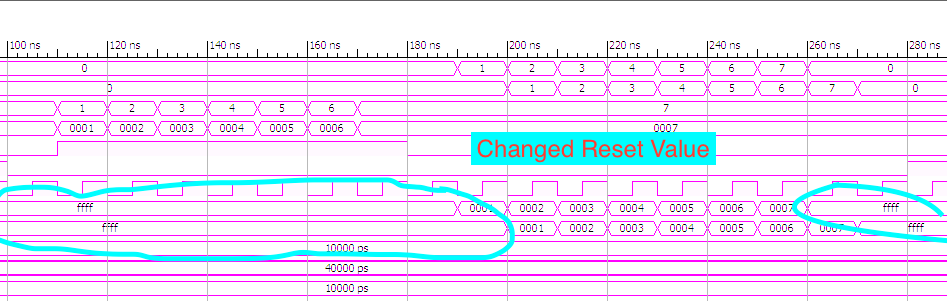 100 ns 120 ns 140 ns 160 ns 180 ns 200 ns 220 ns 240 ns 260 ns 280 ns
0 1 2 3 4 5 6 7 0
0 1 2 3 4 5 6 7 0
1 2 3 4 5 6 7
0001 0002 0003 0004 0005 0006 0007
Changed Reset Value
ffff 0001 0002 0003 0004 0005 0006 0007 ffff
ffff 0001 0002 0003 0004 0005 0006 0007 ffff
10000 ps
40000 ps
10000 ps